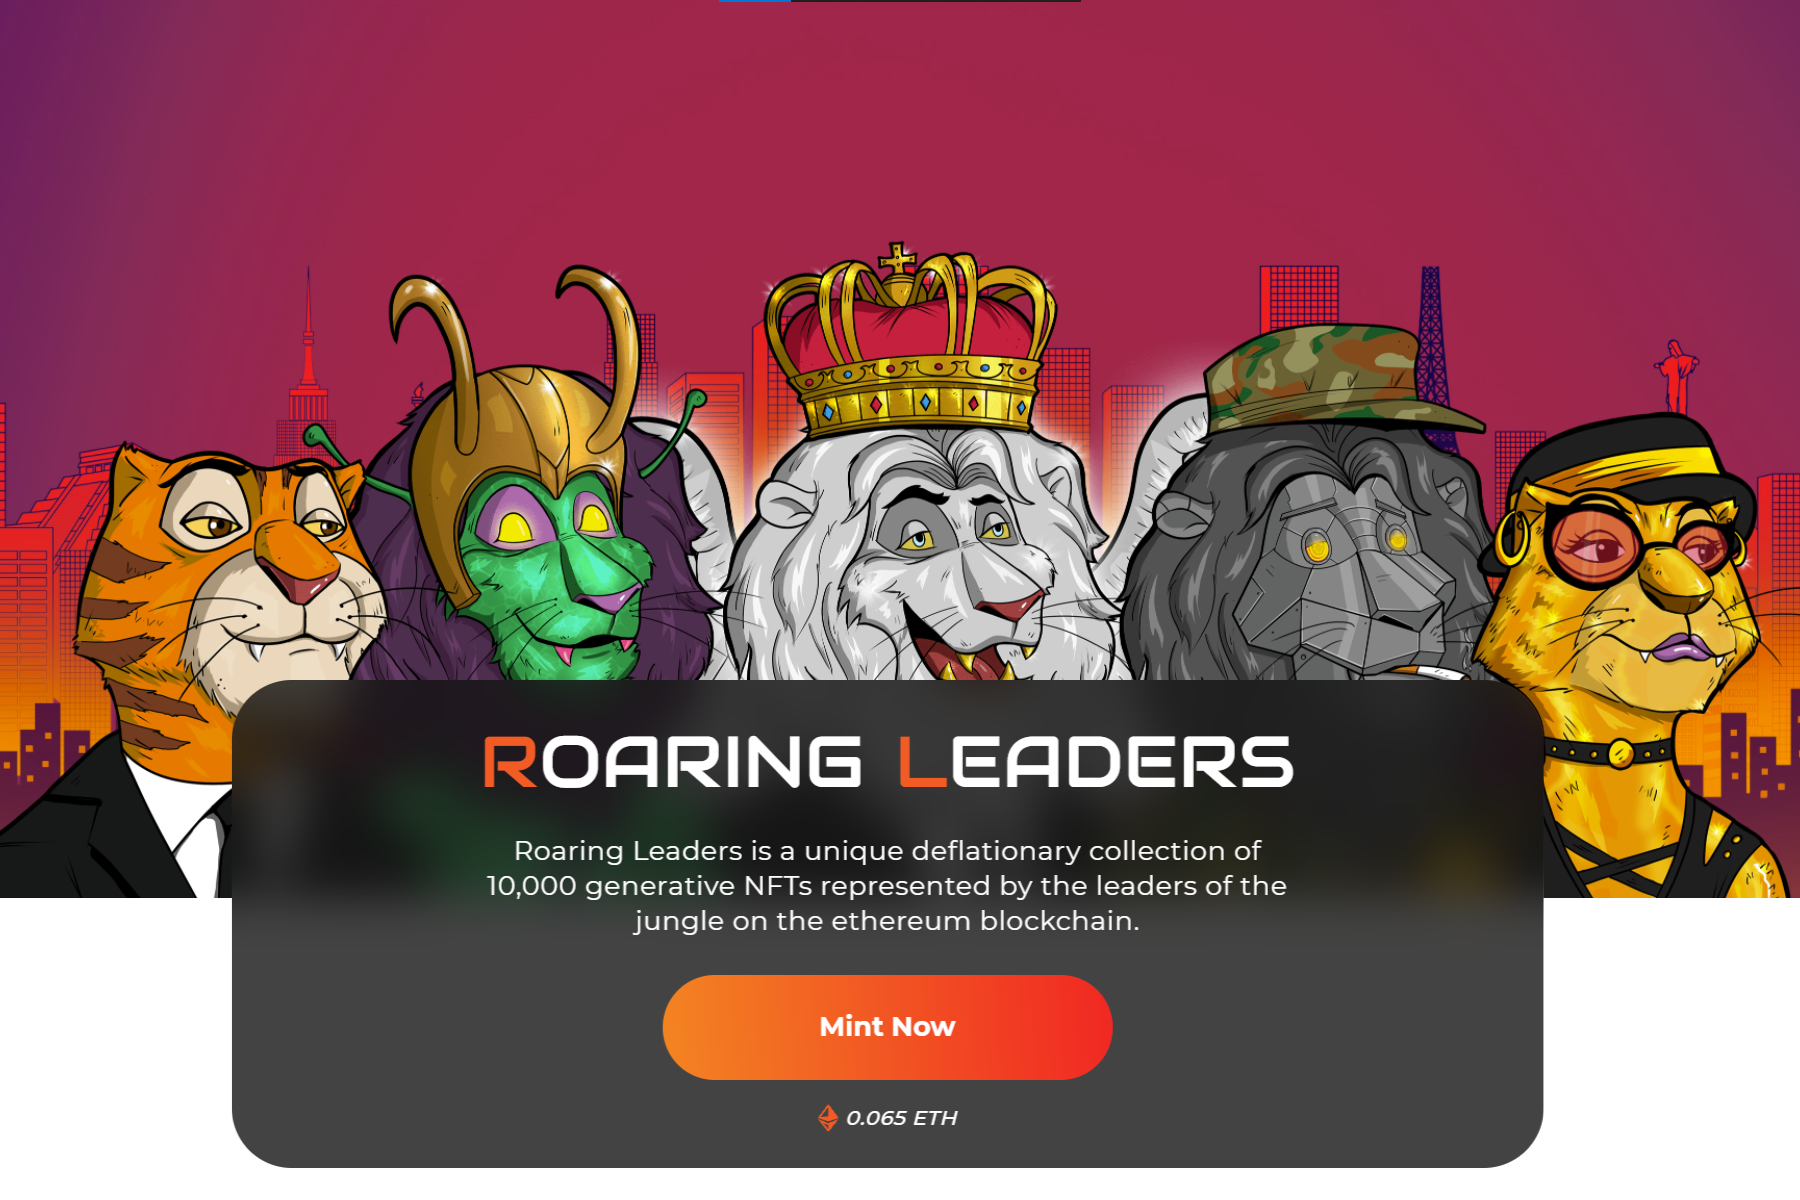 ROARING LEADERS
Roaring Leaders is a unique deflationary collection of
10,000 generative NFTs represented by the leaders of the
jungle on the ethereum blockchain.
Mint Now
0.065 ETH